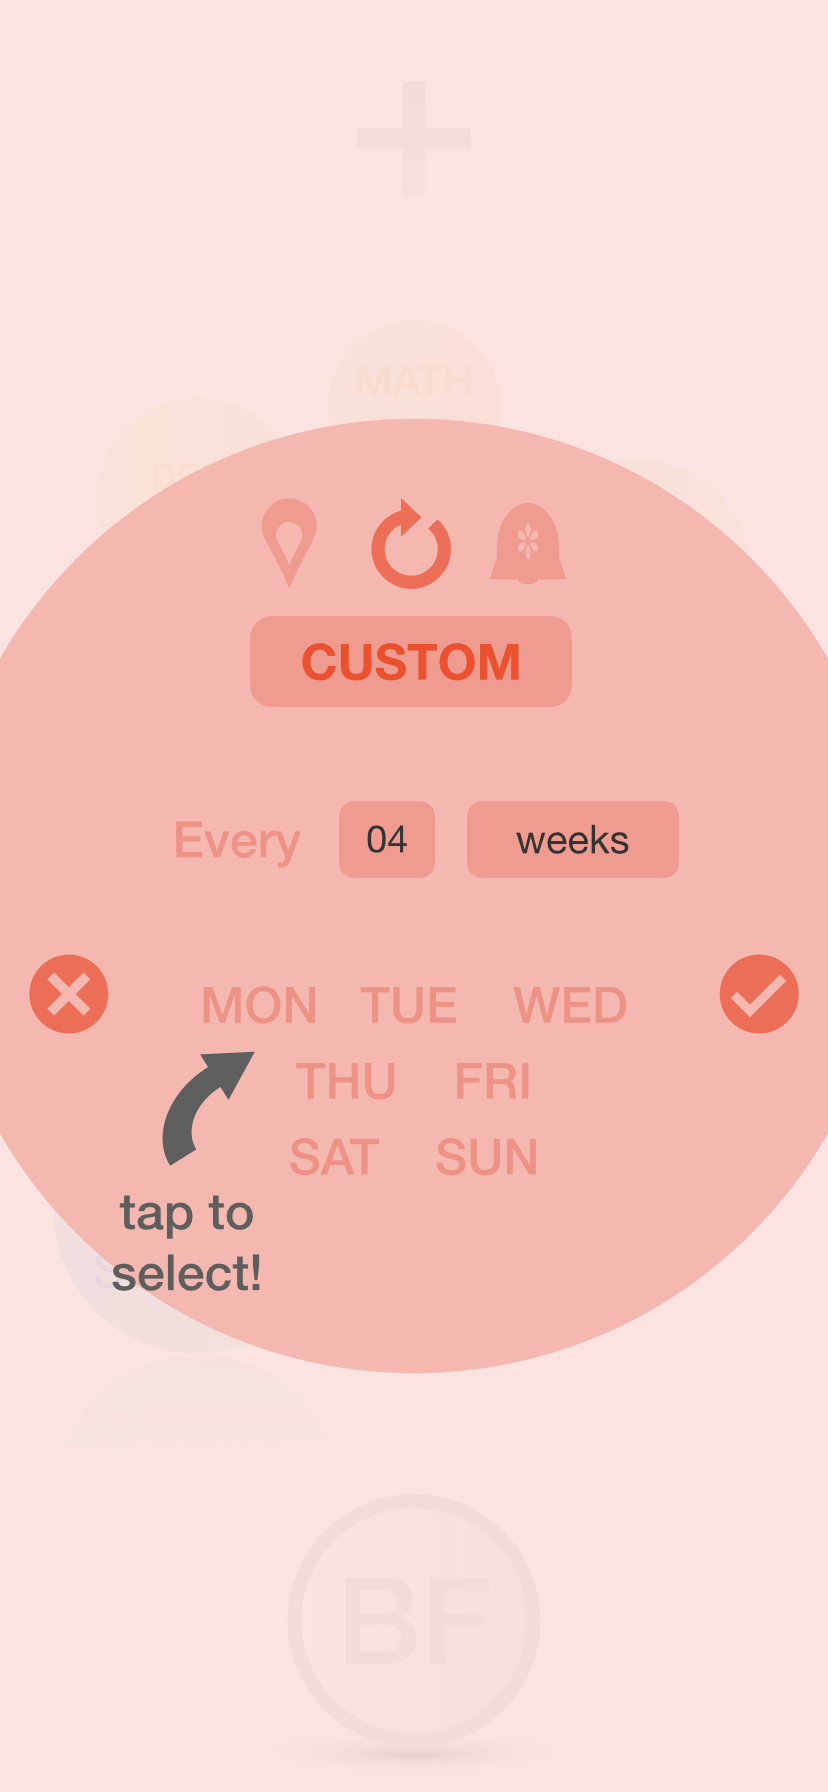 MATH
CUSTOM
Every 04 weeks
MON TUE WED
THU FRI
SAT SUN
tap to
select!
BF